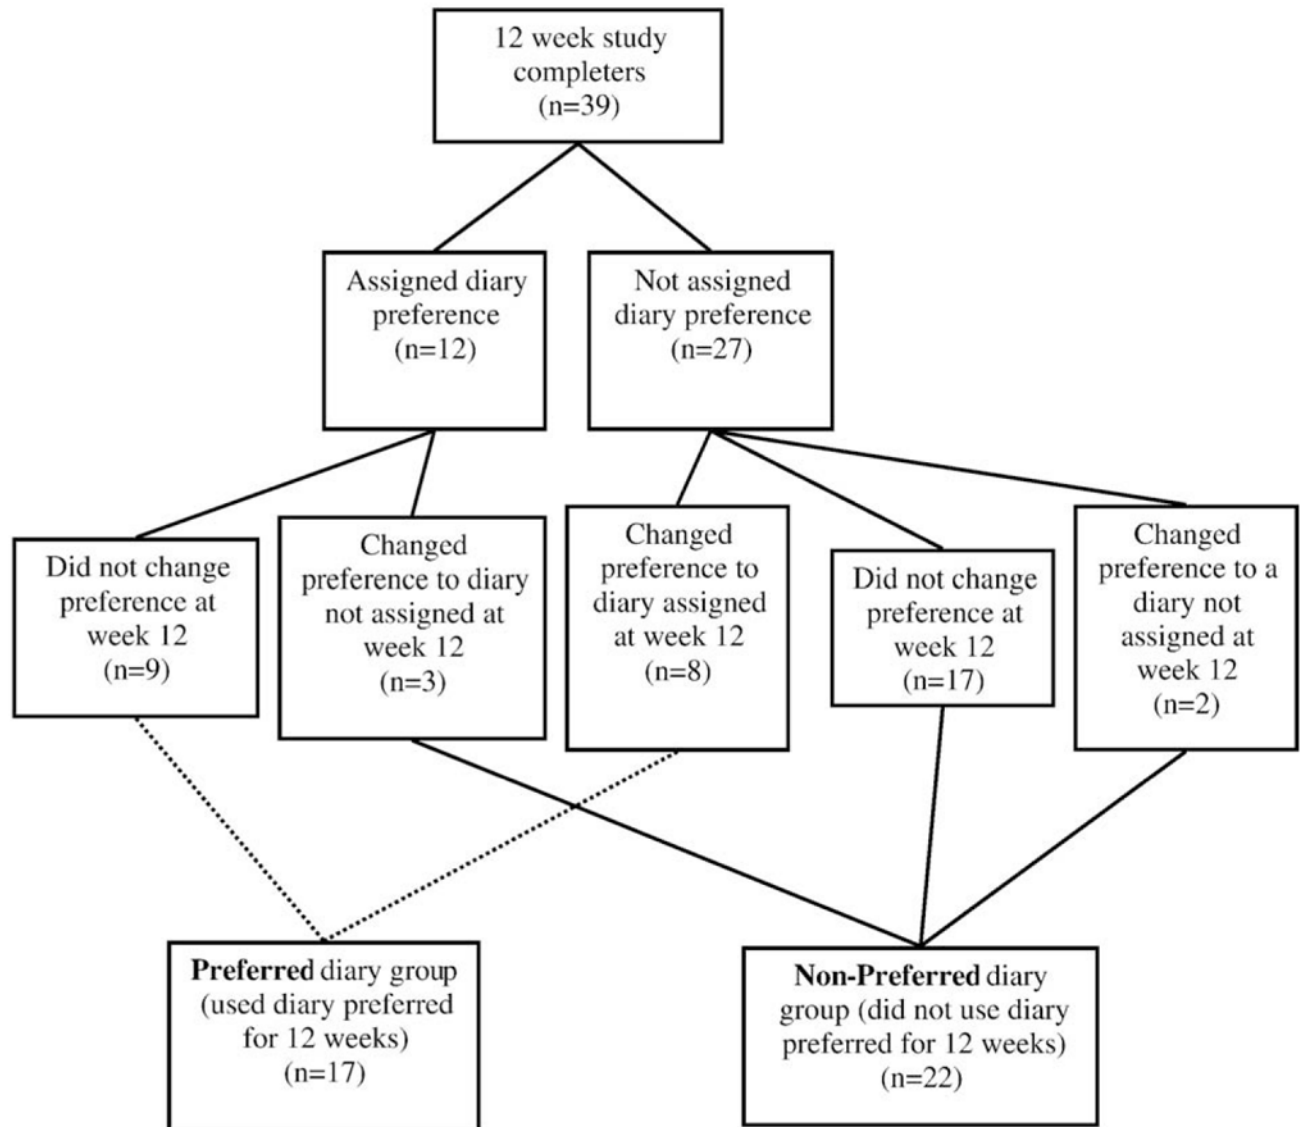 12 week study
completers
(n=39)
Assigned diary
preference
(n=12)
Not assigned
diary preference
(n=27)
Did not change
preference at
week 12
(n=9)
Changed
preference to diary
not assigned at
week 12
(n=3)
Changed
preference to
diary assigned
at week 12
(n=8)
Did not change
preference at
week 12
(n=17)
Changed
preference to a
diary not
assigned at
week 12
(n=2)
Preferred diary group
(used diary preferred
for 12 weeks)
(n=17)
Non-Preferred diary
group (did not use diary
preferred for 12 weeks)
(n=22)